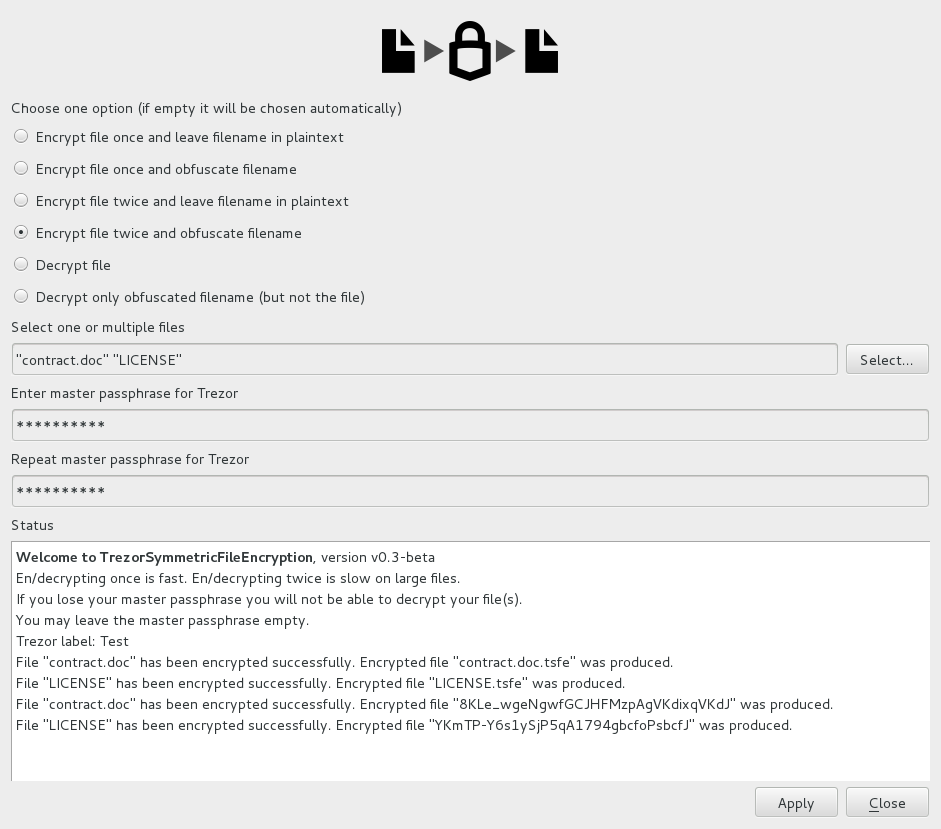 Choose one option (if empty it will be chosen automatically)
Encrypt file once and leave filename in plaintext
Encrypt file once and obfuscate filename
Encrypt file twice and leave filename in plaintext
Encrypt file twice and obfuscate filename
Decrypt file
Decrypt only obfuscated filename (but not the file)
Select one or multiple files
"contract.doc" "LICENSE"
Select...
Enter master passphrase for Trezor
**********
Repeat master passphrase for Trezor
**********
Status
Welcome to TrezorSymmetricFileEncryption, version v0.3-beta
En/decrypting once is fast. En/decrypting twice is slow on large files.
If you lose your master passphrase you will not be able to decrypt your file(s).
You may leave the master passphrase empty.
Trezor label: Test
File "contract.doc" has been encrypted successfully. Encrypted file "contract.doc.tsfe" was produced.
File "LICENSE" has been encrypted successfully. Encrypted file "LICENSE.tsfe" was produced.
File "contract.doc" has been encrypted successfully. Encrypted file "8KLe_wgeNgwfGCJHFMzpAgVKdixqVKdJ" was produced.
File "LICENSE" has been encrypted successfully. Encrypted file "YKmTP-Y6s1ySjP5qA1794gbcfoPsbcfJ" was produced.
Apply
Close